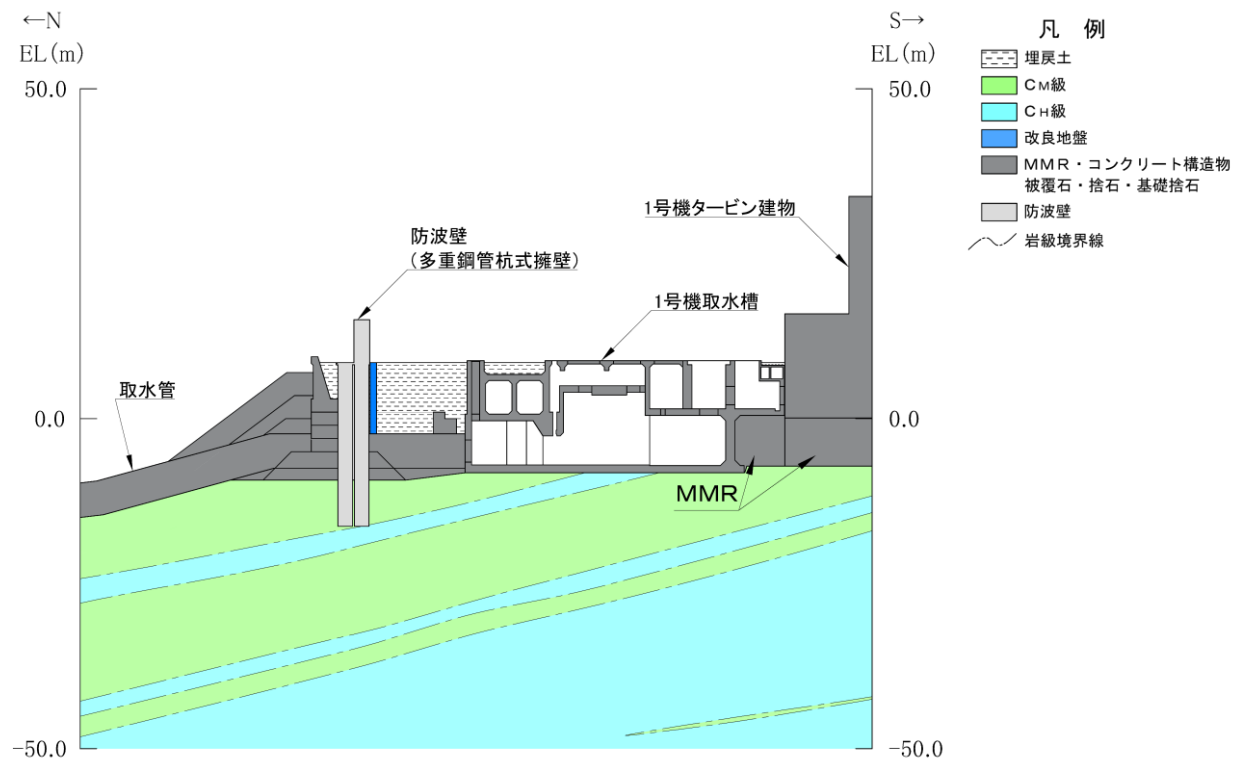 ←N
EL(m)
50.0
0.0
-50.0
S→
EL(m)
50.0
0.0
-50.0
防波壁
(多重鋼管杭式擁壁)
1号機タービン建物
1号機取水槽
取水管
MMR
凡 例
埋戻土
CM級
CH級
改良地盤
MMR・コンクリート構造物
被覆石・捨石・基礎捨石
防波壁
岩級境界線